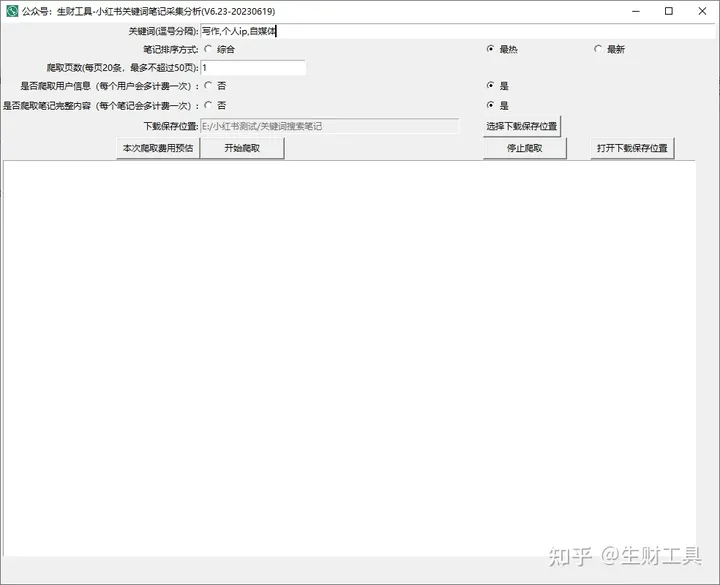 公众号：生财工具-小红书关键词笔记采集分析(V6.23-20230619)
关键词(逗号分隔): 写作,个人ip,自媒体
笔记排序方式: 综合 最热 最新
爬取页数(每页20条，最多不超过50页): 1
是否爬取用户信息（每个用户会多计费一次）: 否 是
是否爬取笔记完整内容（每个笔记会多计费一次）: 否 是
下载保存位置: E:/小红书测试/关键词搜索笔记 选择下载保存位置
本次爬取费用预估 开始爬取 停止爬取 打开下载保存位置
知乎 @生财工具